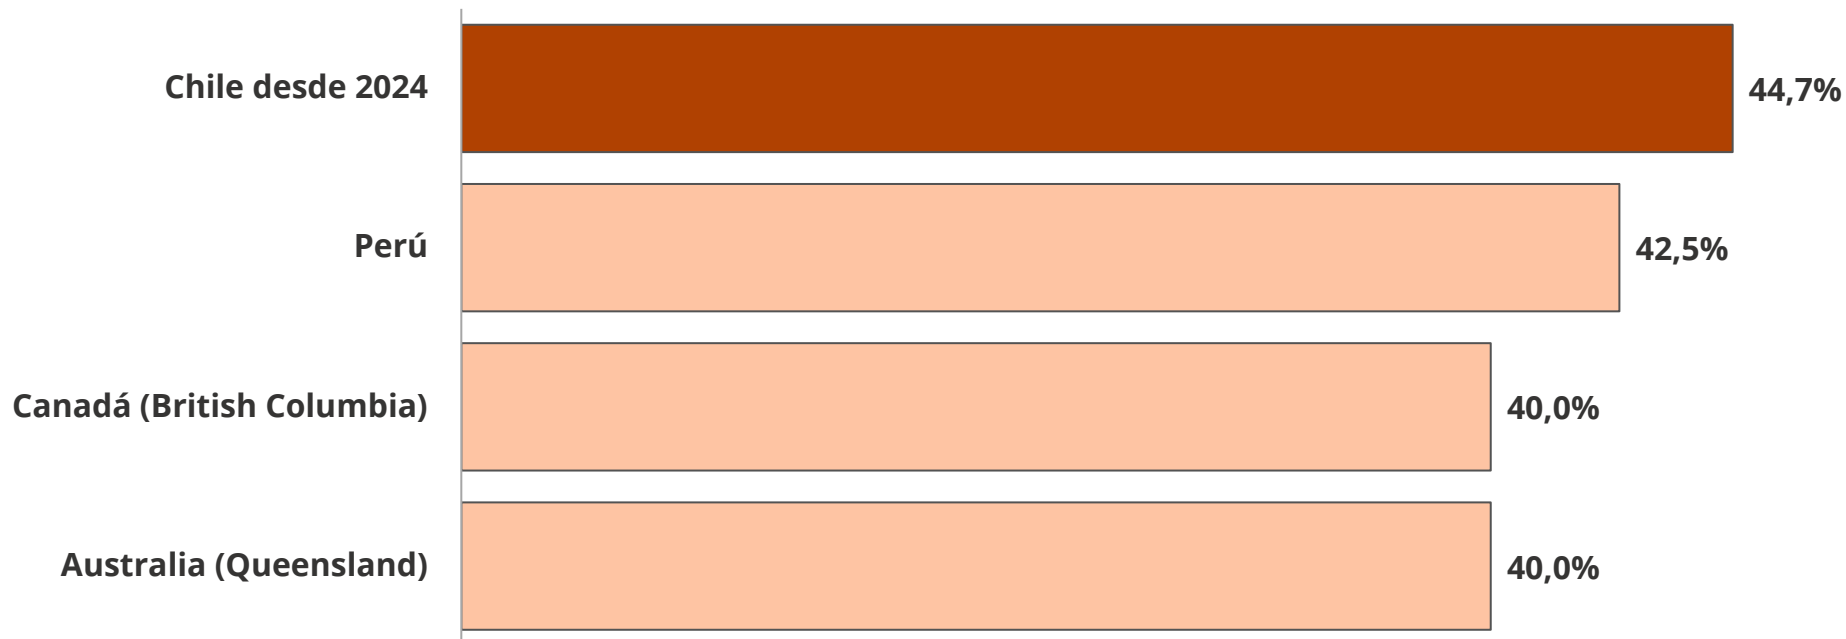 Chile desde 2024
44,7%
Perú
42,5%
Canadá (British Columbia)
40,0%
Australia (Queensland)
40,0%